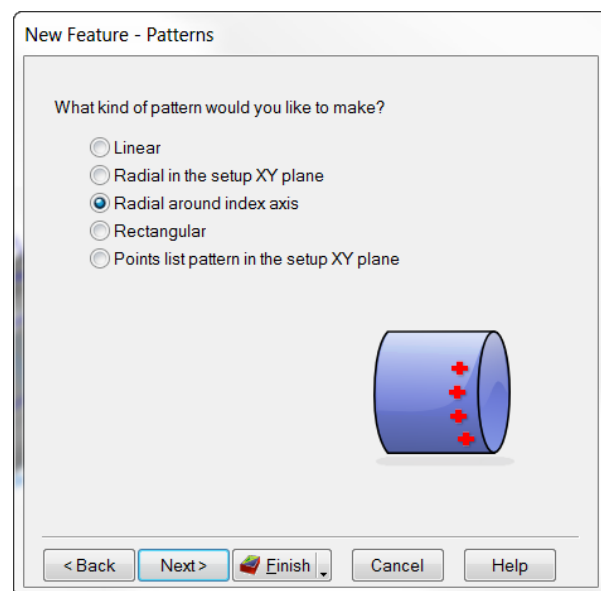 New Feature - Patterns
What kind of pattern would you like to make?
Linear
Radial in the setup XY plane
Radial around index axis
Rectangular
Points list pattern in the setup XY plane
< Back Next > Finish Cancel Help